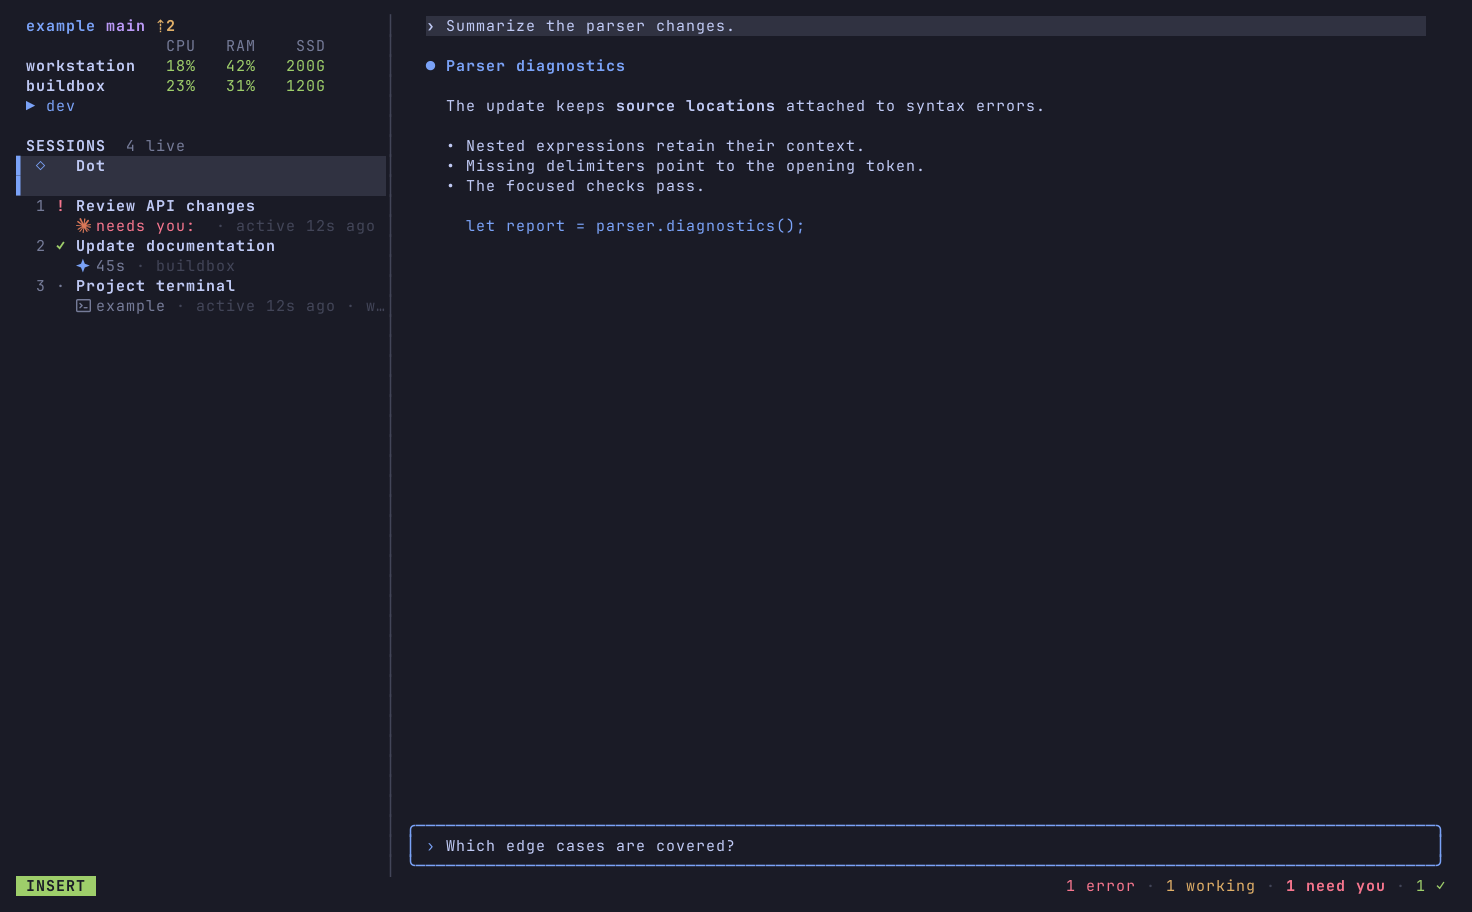 example main ⇡2
CPU RAM SSD
workstation 18% 42% 200G
buildbox 23% 31% 120G
▶ dev
SESSIONS 4 live
◇ Dot
1 ! Review API changes
needs you: · active 12s ago
2 ✓ Update documentation
45s · buildbox
3 · Project terminal
example · active 12s ago · w…
› Summarize the parser changes.
● Parser diagnostics
The update keeps source locations attached to syntax errors.
• Nested expressions retain their context.
• Missing delimiters point to the opening token.
• The focused checks pass.
let report = parser.diagnostics();
› Which edge cases are covered?
INSERT
1 error · 1 working · 1 need you · 1 ✓